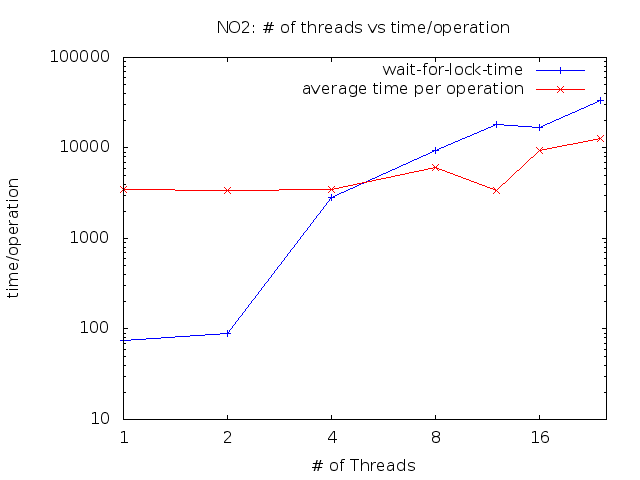 NO2: # of threads vs time/operation
100000
10000
1000
100
10
time/operation
wait-for-lock-time
average time per operation
1 2 4 8 16
# of Threads